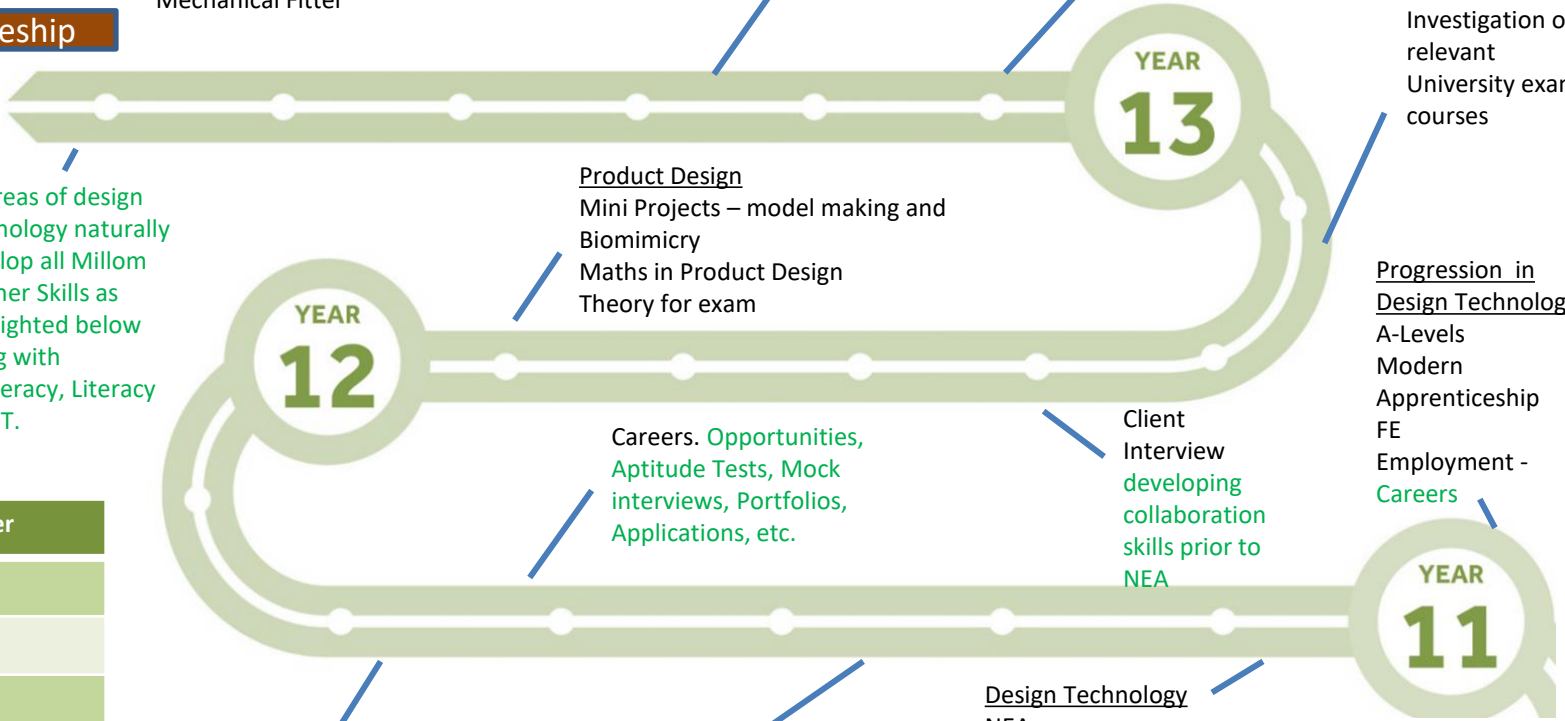 Mechanical Fitter
eship
Investigation o
relevant
University exam
courses
YEAR
13
reas of design
nology naturally
lop all Millom
ner Skills as
ighted below
g with
eracy, Literacy
T.
Product Design
Mini Projects – model making and
Biomimicry
Maths in Product Design
Theory for exam
YEAR
12
Progression in
Design Technolog
A-Levels
Modern
Apprenticeship
FE
Employment -
Careers
Careers. Opportunities,
Aptitude Tests, Mock
interviews, Portfolios,
Applications, etc.
Client
Interview
developing
collaboration
skills prior to
NEA
er
YEAR
11
Design Technology
NEA